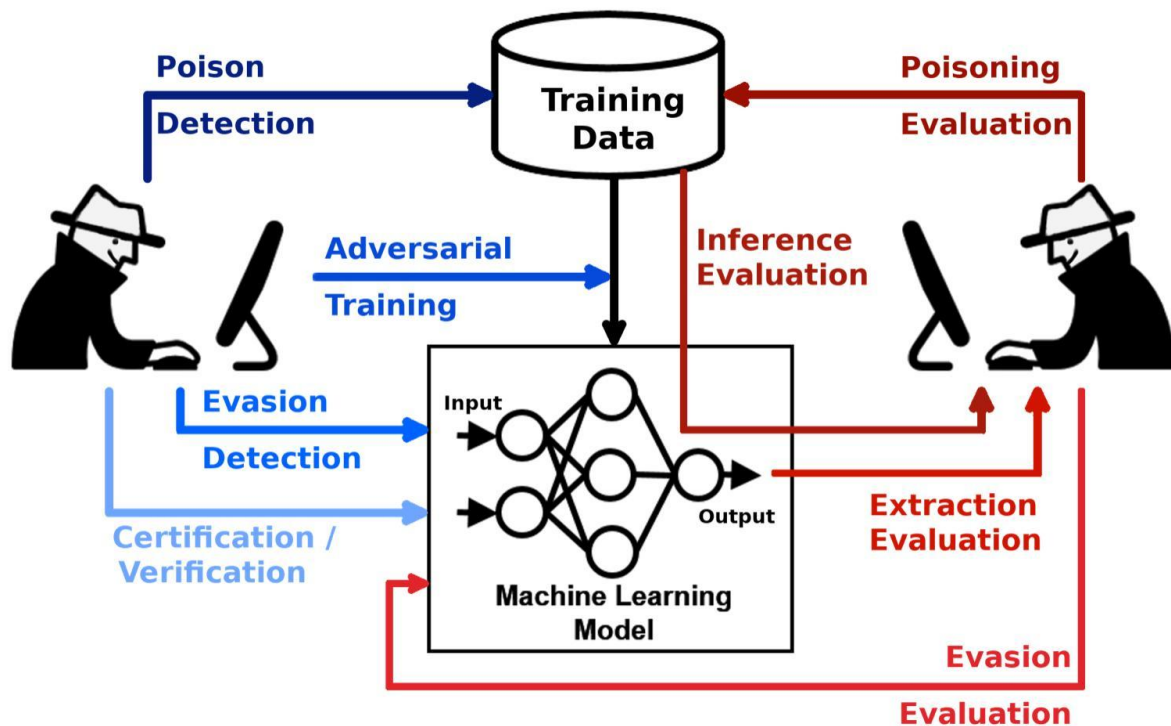 Poison
Detection
Training
Data
Poisoning
Evaluation
Adversarial
Training
Inference
Evaluation
Evasion
Detection
Input
Output
Certification /
Verification
Extraction
Evaluation
Machine Learning
Model
Evasion
Evaluation